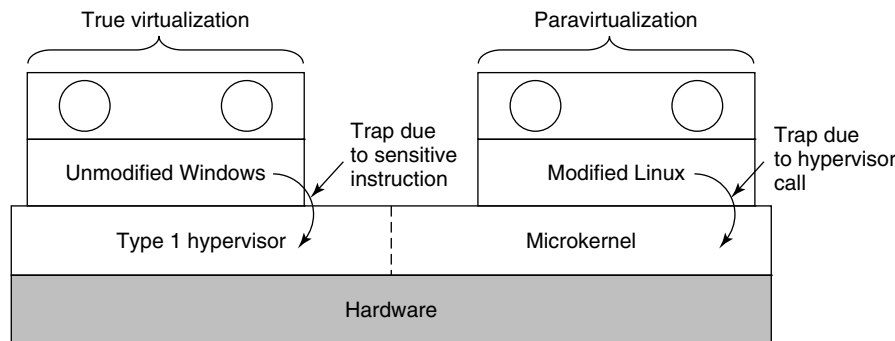 True virtualization
Paravirtualization
Trap due
to sensitive
instruction
Trap due
to hypervisor
call
Unmodified Windows
Modified Linux
Type 1 hypervisor
Microkernel
Hardware